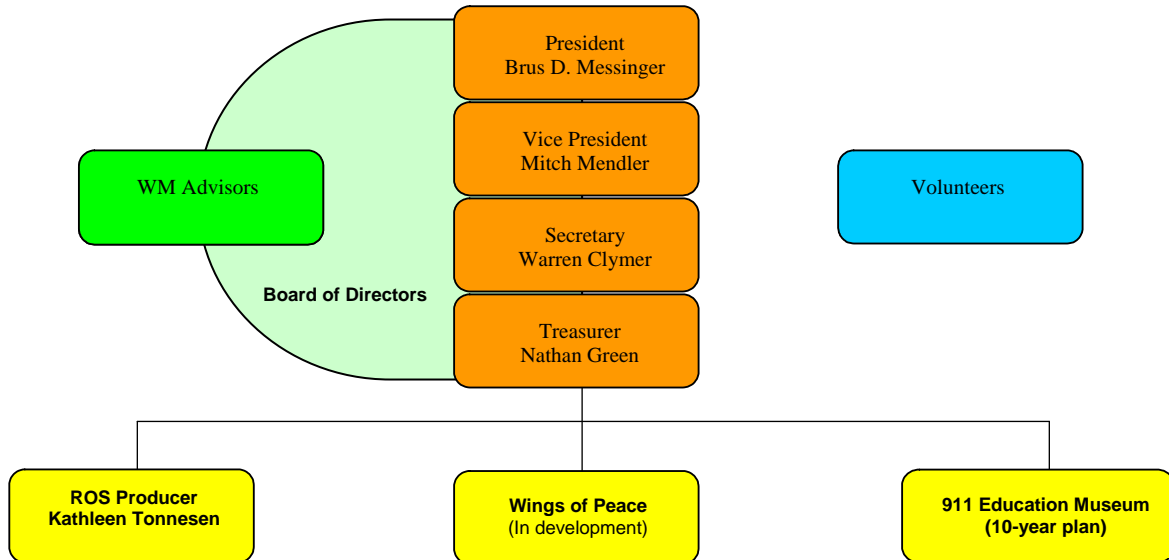 President
Brus D. Messinger
Vice President
Mitch Mendler
WM Advisors
Volunteers
Secretary
Warren Clymer
Board of Directors
Treasurer
Nathan Green
ROS Producer
Kathleen Tonnesen
Wings of Peace
(In development)
911 Education Museum
(10-year plan)